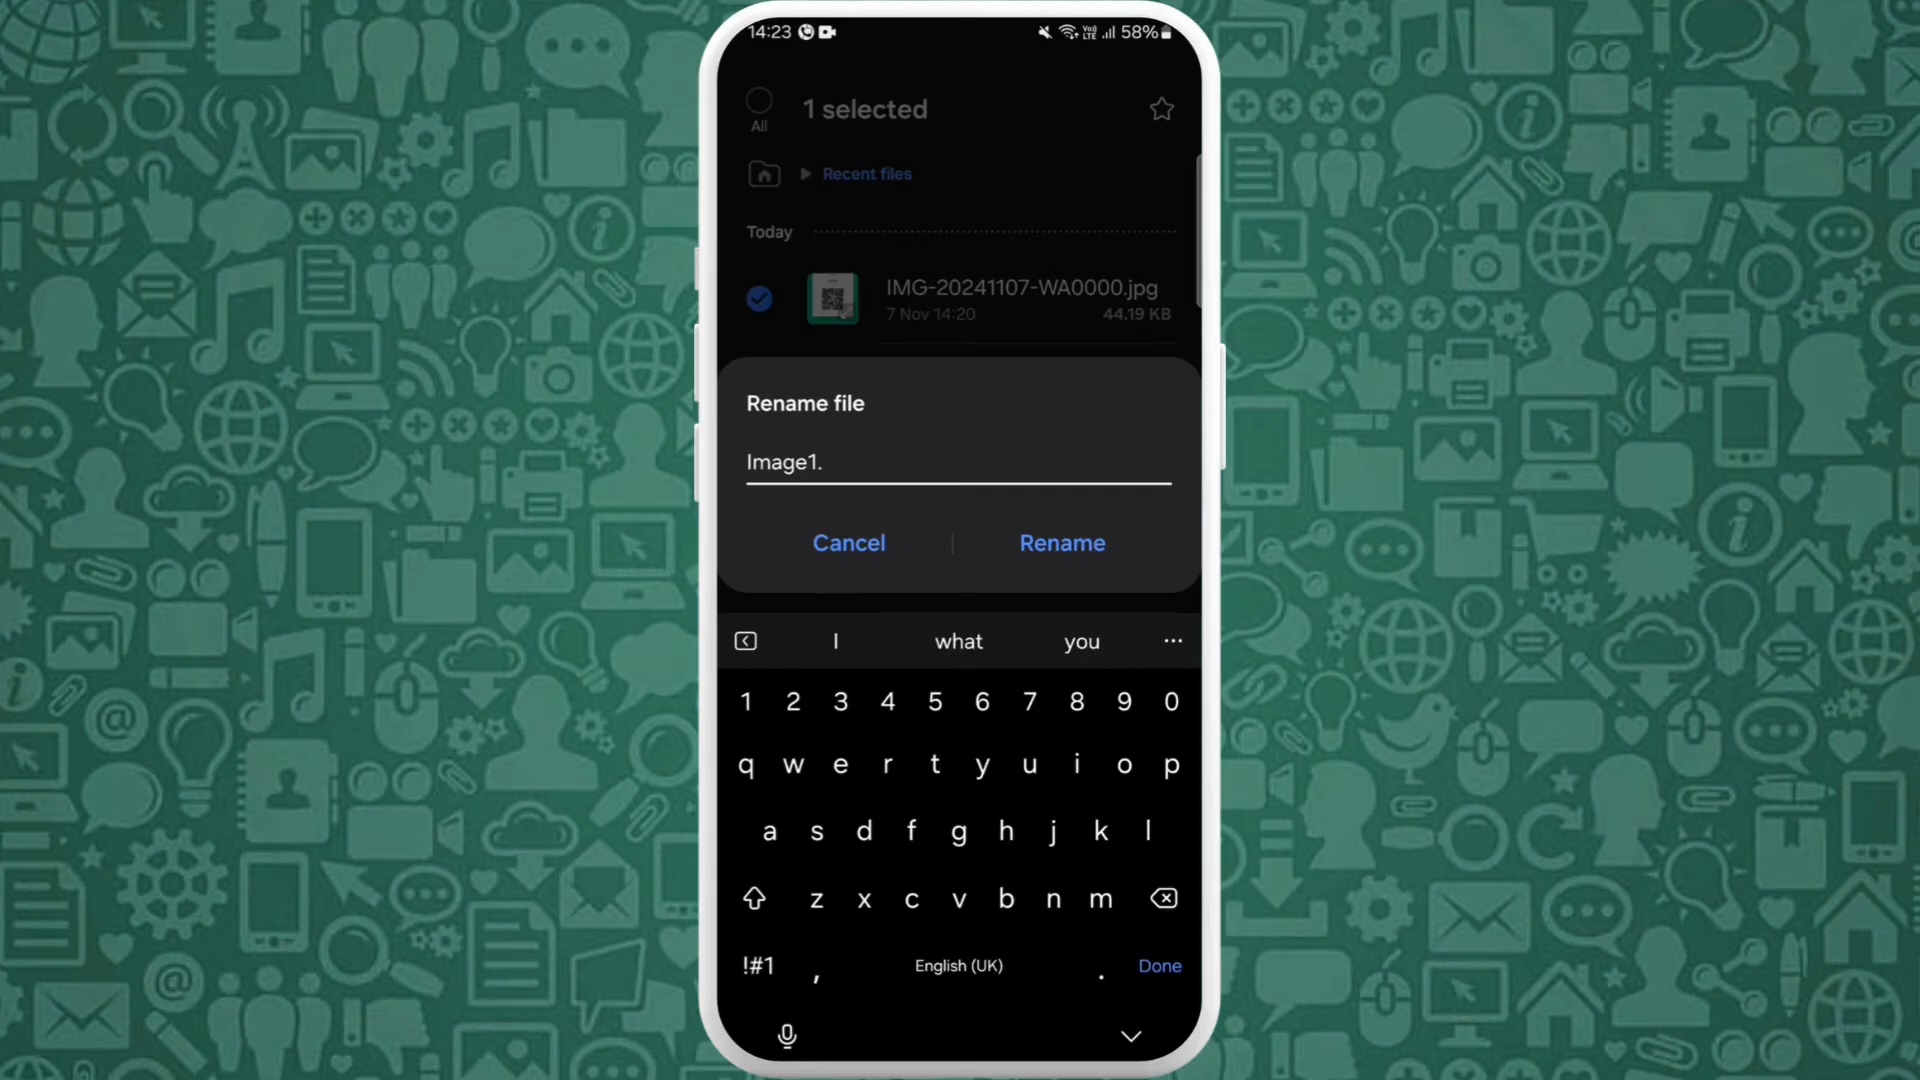 14:23 58%
1 selected
All
Recent files
Today
IMG-20241107-WA0000.jpg
7 Nov 14:20 44.19 KB
Rename file
Image1.
Cancel Rename
I what you
1 2 3 4 5 6 7 8 9 0
q w e r t y u i o p
a s d f g h j k l
z x c v b n m
!#1 , English (UK) . Done